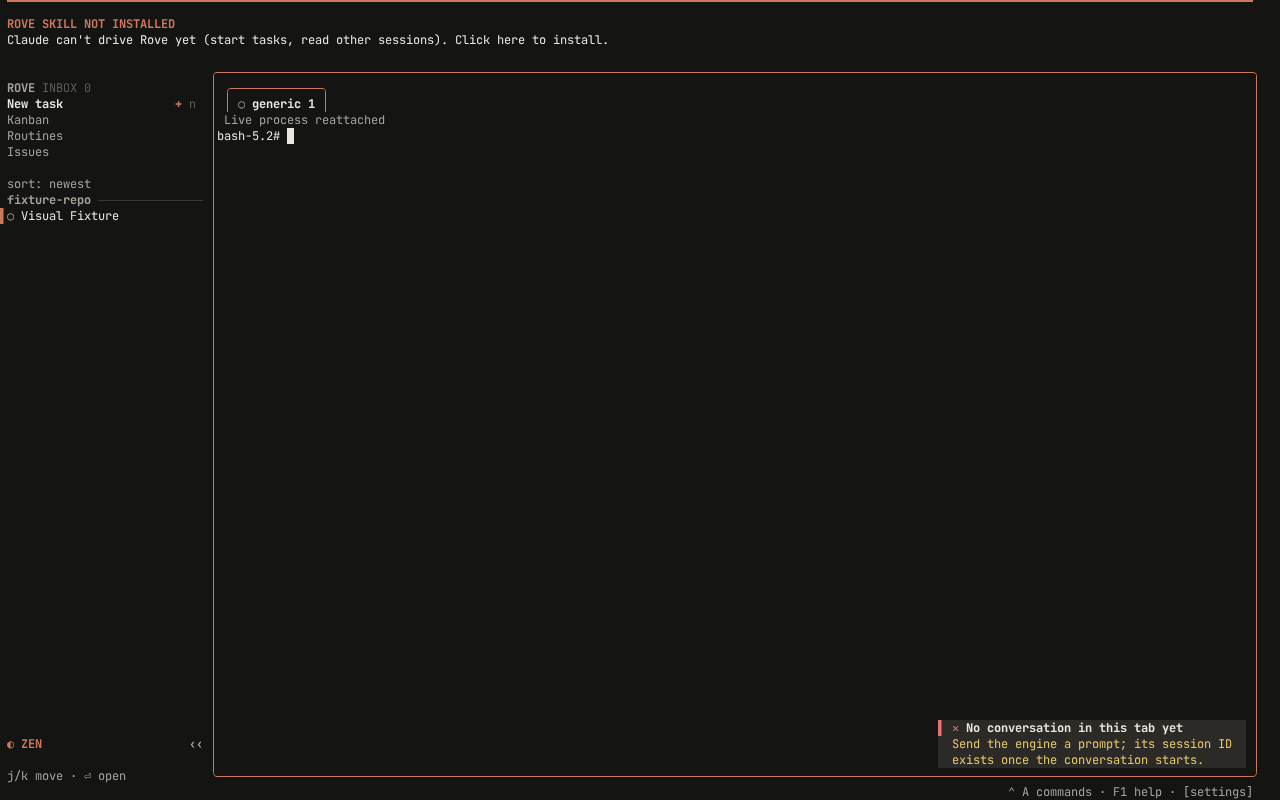 ROVE SKILL NOT INSTALLED
Claude can't drive Rove yet (start tasks, read other sessions). Click here to install.
ROVE INBOX 0
New task + n
Kanban
Routines
Issues
sort: newest
fixture-repo
○ Visual Fixture
○ generic 1
Live process reattached
bash-5.2#
× No conversation in this tab yet
Send the engine a prompt; its session ID
exists once the conversation starts.
◐ ZEN ‹‹
j/k move · ⏎ open
^ A commands · F1 help · [settings]